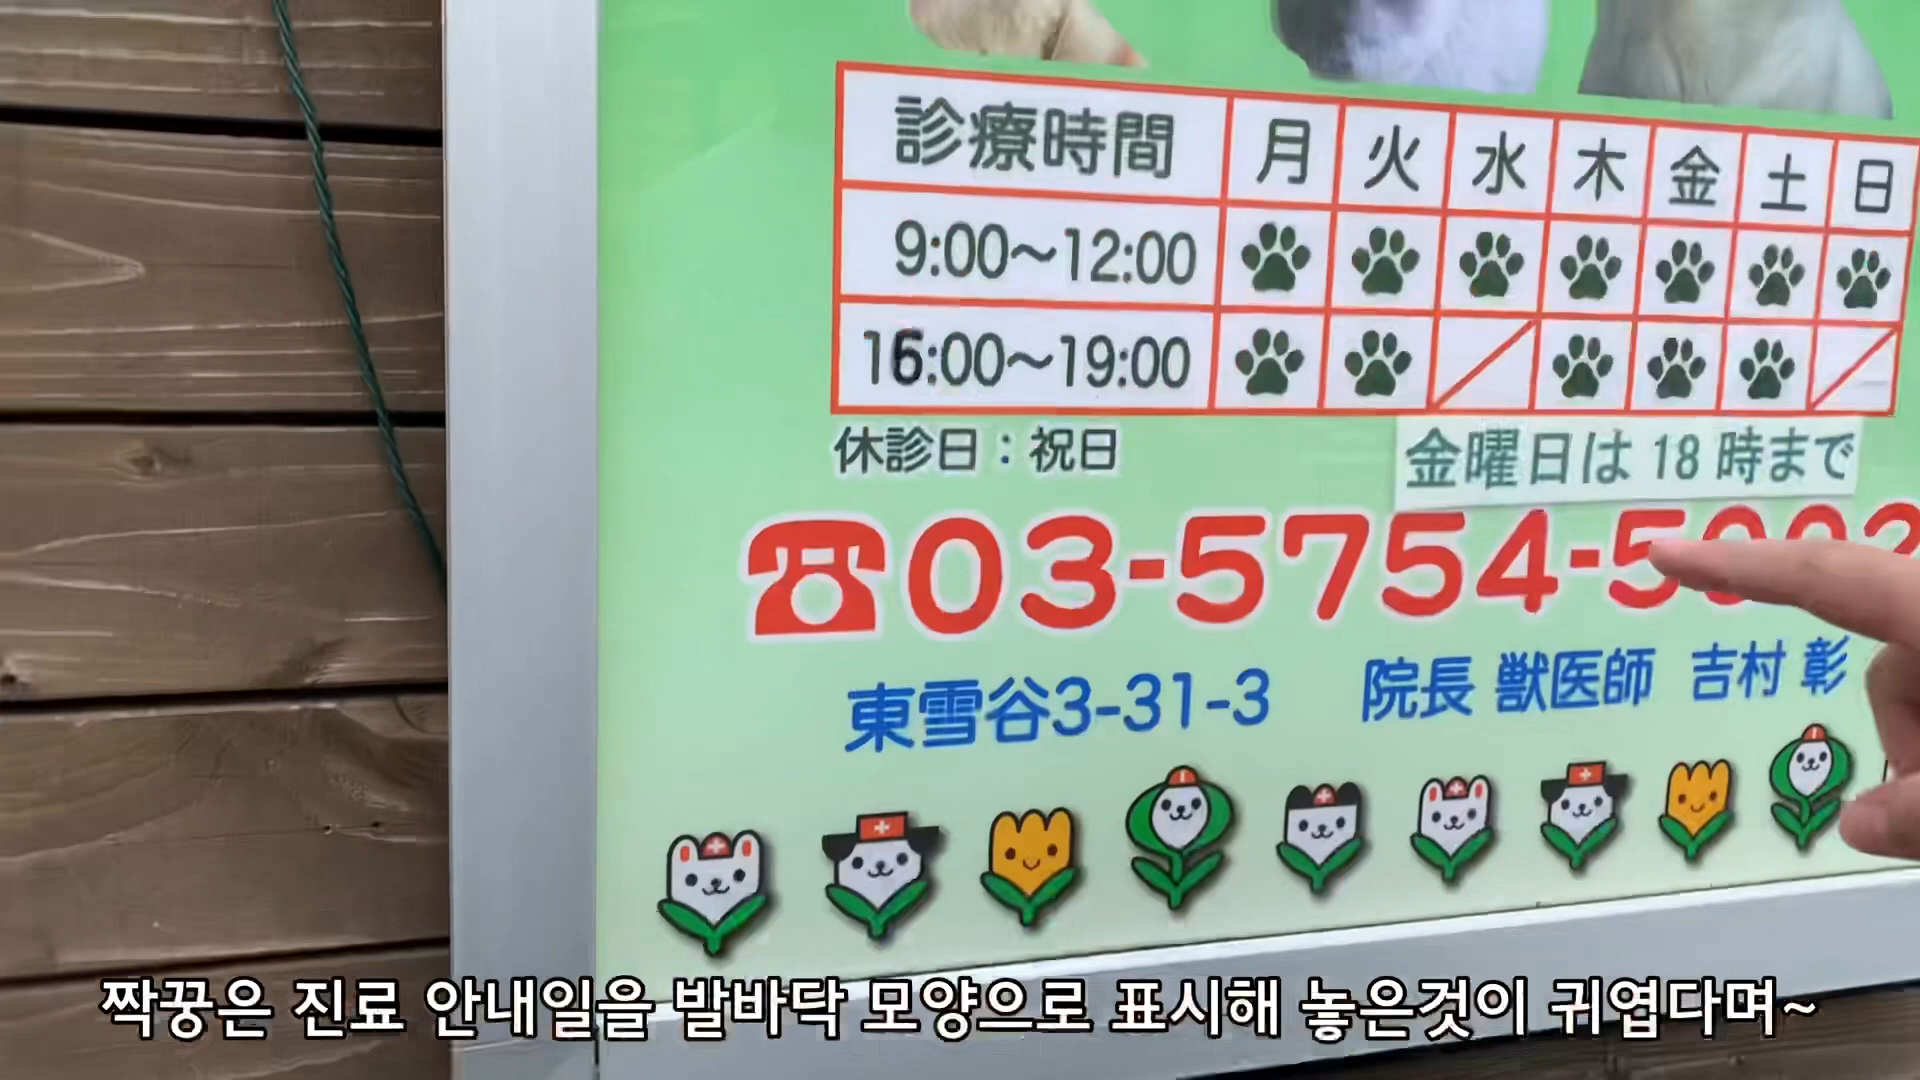 診療時間 月 火 水 木 金 土 日
9:00～12:00
16:00～19:00
休診日：祝日
金曜日は 18 時まで
03-5754-5
東雪谷3-31-3 院長 獣医師 吉村 彰
짝꿍은 진료 안내일을 발바닥 모양으로 표시해 놓은것이 귀엽다며~